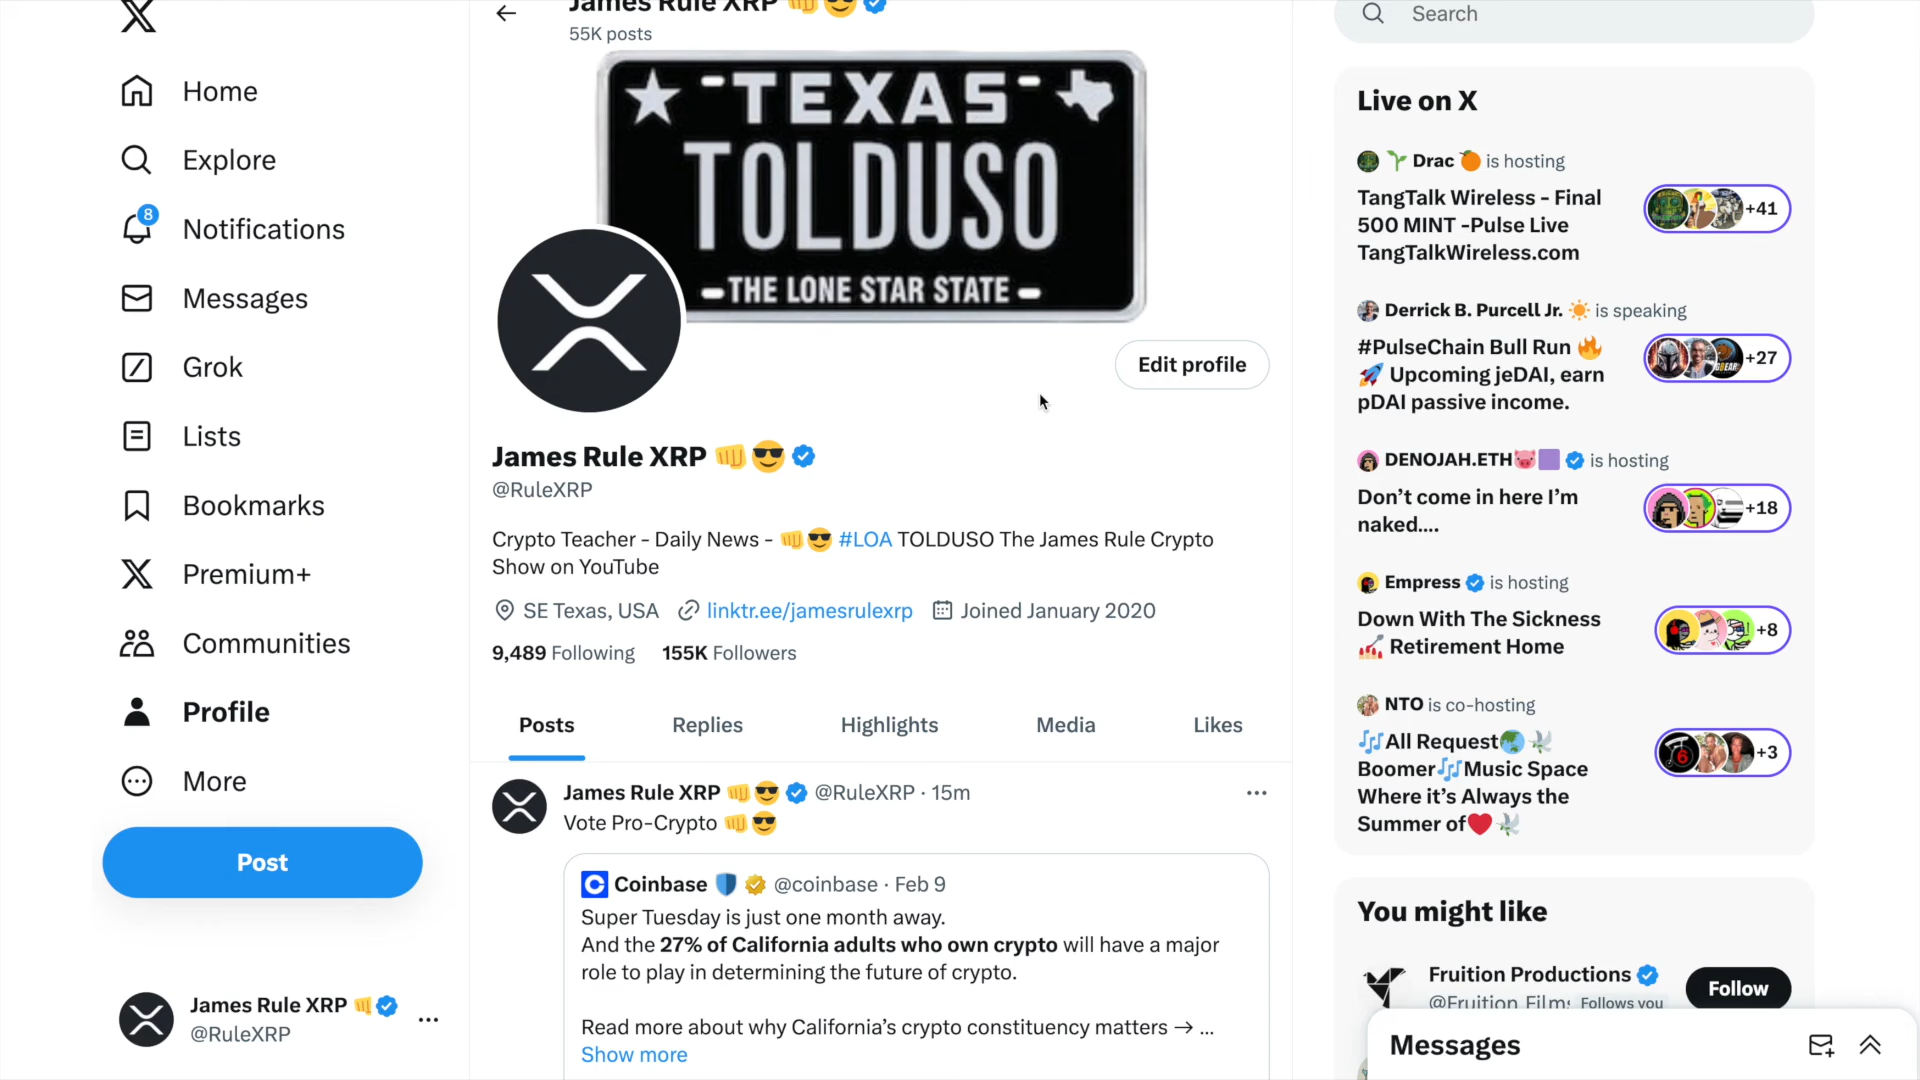 Home
Explore
8
Notifications
Messages
Grok
Lists
Bookmarks
Premium+
Communities
Profile
More
Post
James Rule XRP
@RuleXRP
James Rule XRP
55K posts
TEXAS
TOLDUSO
THE LONE STAR STATE
Edit profile
James Rule XRP
@RuleXRP
Crypto Teacher - Daily News - #LOA TOLDUSO The James Rule Crypto
Show on YouTube
SE Texas, USA linktr.ee/jamesrulexrp Joined January 2020
9,489 Following 155K Followers
Posts Replies Highlights Media Likes
James Rule XRP @RuleXRP · 15m
Vote Pro-Crypto
Coinbase @coinbase · Feb 9
Super Tuesday is just one month away.
And the 27% of California adults who own crypto will have a major
role to play in determining the future of crypto.
Read more about why California’s crypto constituency matters → ...
Show more
Search
Live on X
Drac is hosting
TangTalk Wireless - Final
500 MINT -Pulse Live
TangTalkWireless.com
+41
Derrick B. Purcell Jr. is speaking
#PulseChain Bull Run
Upcoming jeDAI, earn
pDAI passive income.
+27
DENOJAH.ETH is hosting
Don’t come in here I’m
naked....
+18
Empress is hosting
Down With The Sickness
Retirement Home
+8
NTO is co-hosting
All Request
Boomer Music Space
Where it’s Always the
Summer of
+3
You might like
Fruition Productions
@Fruition_Films Follows you
Follow
Messages